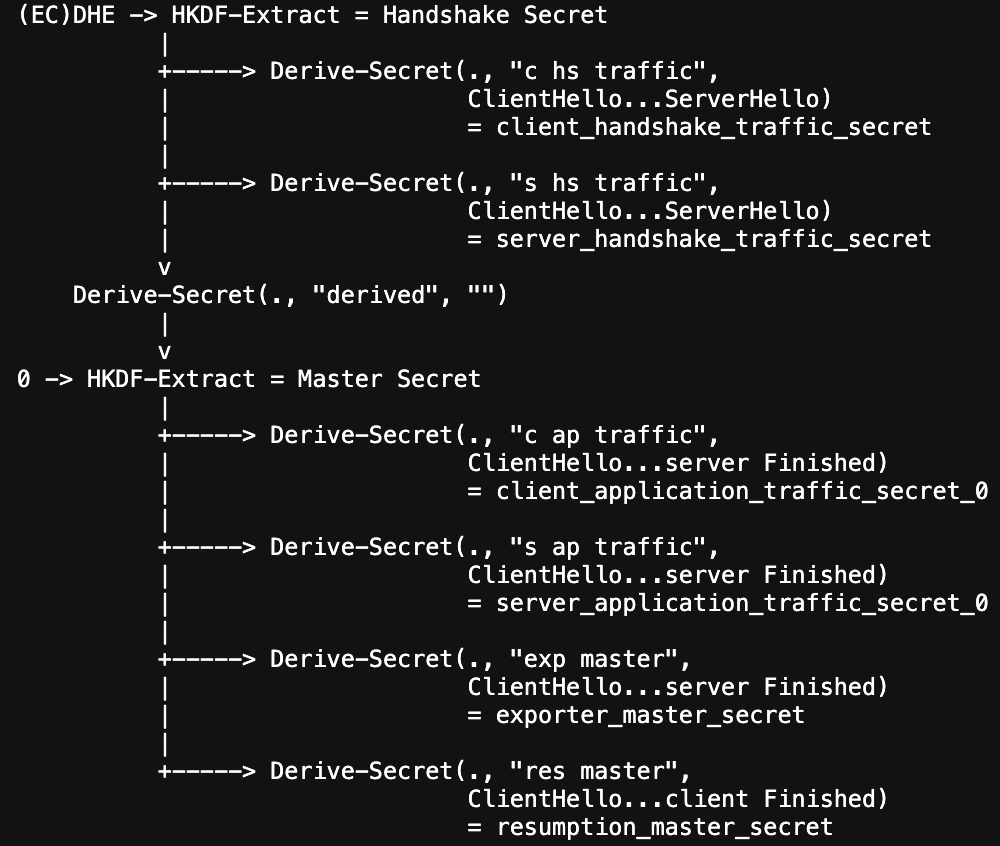 (EC)DHE -> HKDF-Extract = Handshake Secret
          |
          +-----> Derive-Secret(., "c hs traffic",
          |                     ClientHello...ServerHello)
          |                     = client_handshake_traffic_secret
          |
          +-----> Derive-Secret(., "s hs traffic",
          |                     ClientHello...ServerHello)
          |                     = server_handshake_traffic_secret
          v
    Derive-Secret(., "derived", "")
          |
          v
0 -> HKDF-Extract = Master Secret
          |
          +-----> Derive-Secret(., "c ap traffic",
          |                     ClientHello...server Finished)
          |                     = client_application_traffic_secret_0
          |
          +-----> Derive-Secret(., "s ap traffic",
          |                     ClientHello...server Finished)
          |                     = server_application_traffic_secret_0
          |
          +-----> Derive-Secret(., "exp master",
          |                     ClientHello...server Finished)
          |                     = exporter_master_secret
          |
          +-----> Derive-Secret(., "res master",
                                ClientHello...client Finished)
                                = resumption_master_secret